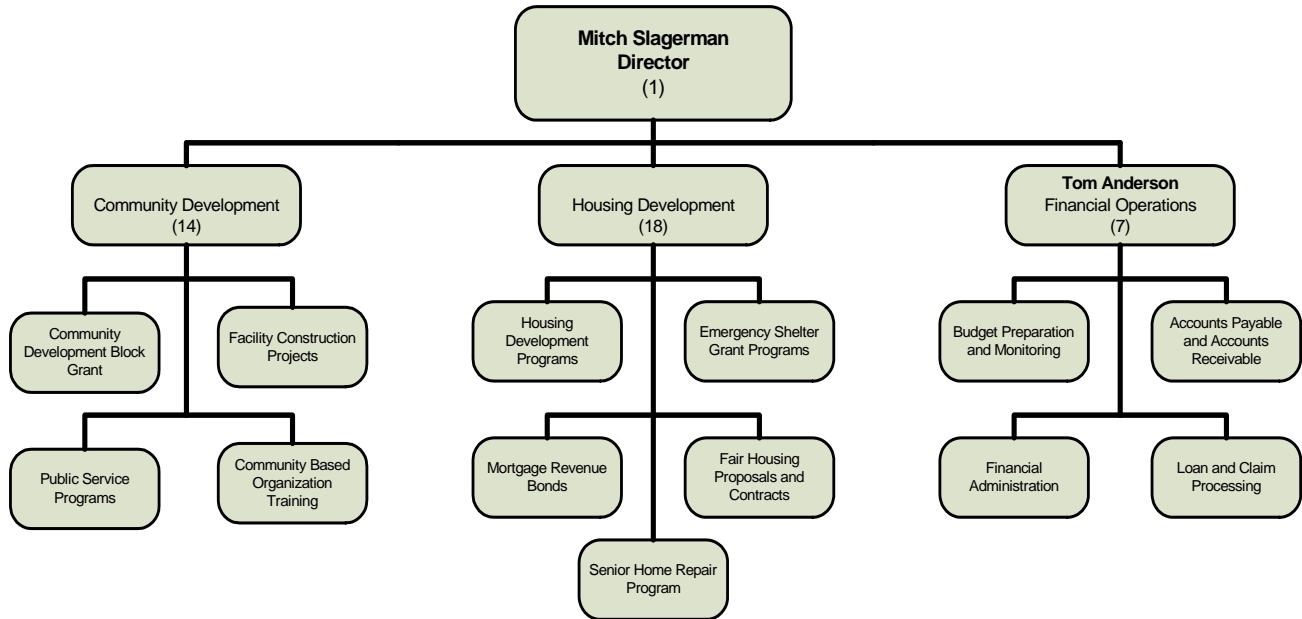 Mitch Slagerman
Director
(1)
Community Development
(14)
Housing Development
(18)
Tom Anderson
Financial Operations
(7)
Community
Development Block
Grant
Facility Construction
Projects
Housing
Development
Programs
Emergency Shelter
Grant Programs
Budget Preparation
and Monitoring
Accounts Payable
and Accounts
Receivable
Public Service
Programs
Community Based
Organization
Training
Mortgage Revenue
Bonds
Fair Housing
Proposals and
Contracts
Financial
Administration
Loan and Claim
Processing
Senior Home Repair
Program